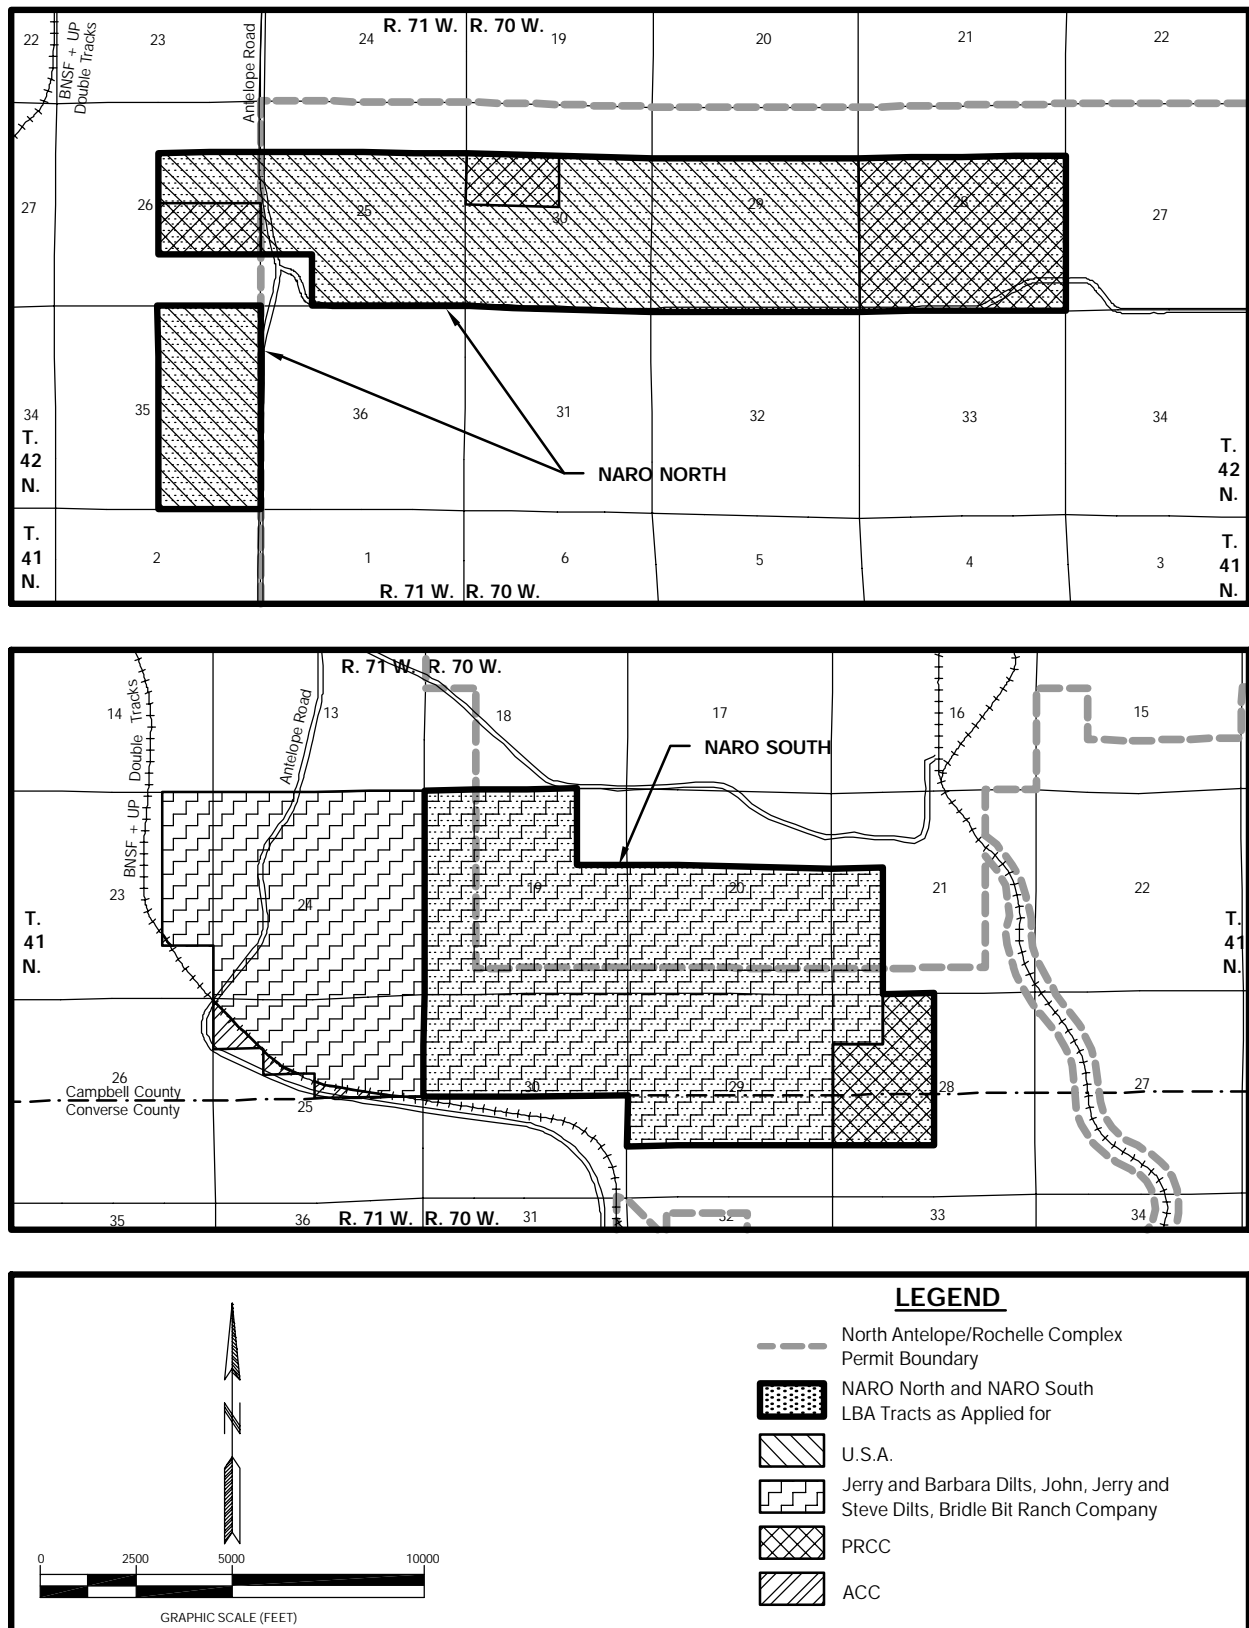 R. 71 W. R. 70 W.
22
23
24
19
20
21
22
BNSF + UP
Double Tracks
Antelope Road
27
26
25
30
29
28
27
34
35
36
31
32
33
34
T.
42
N.
T.
42
N.
NARO NORTH
T.
41
N.
T.
41
N.
2
1
6
5
4
3
R. 71 W. R. 70 W.
R. 71 W. R. 70 W.
14
13
18
17
16
15
BNSF + UP Double Tracks
Antelope Road
NARO SOUTH
23
24
19
20
21
22
T.
41
N.
T.
41
N.
26
25
30
29
28
27
Campbell County
Converse County
35
36
31
32
33
34
R. 71 W. R. 70 W.
LEGEND
North Antelope/Rochelle Complex
Permit Boundary
NARO North and NARO South
LBA Tracts as Applied for
U.S.A.
Jerry and Barbara Dilts, John, Jerry and
Steve Dilts, Bridle Bit Ranch Company
PRCC
ACC
N
0 2500 5000 10000
GRAPHIC SCALE (FEET)